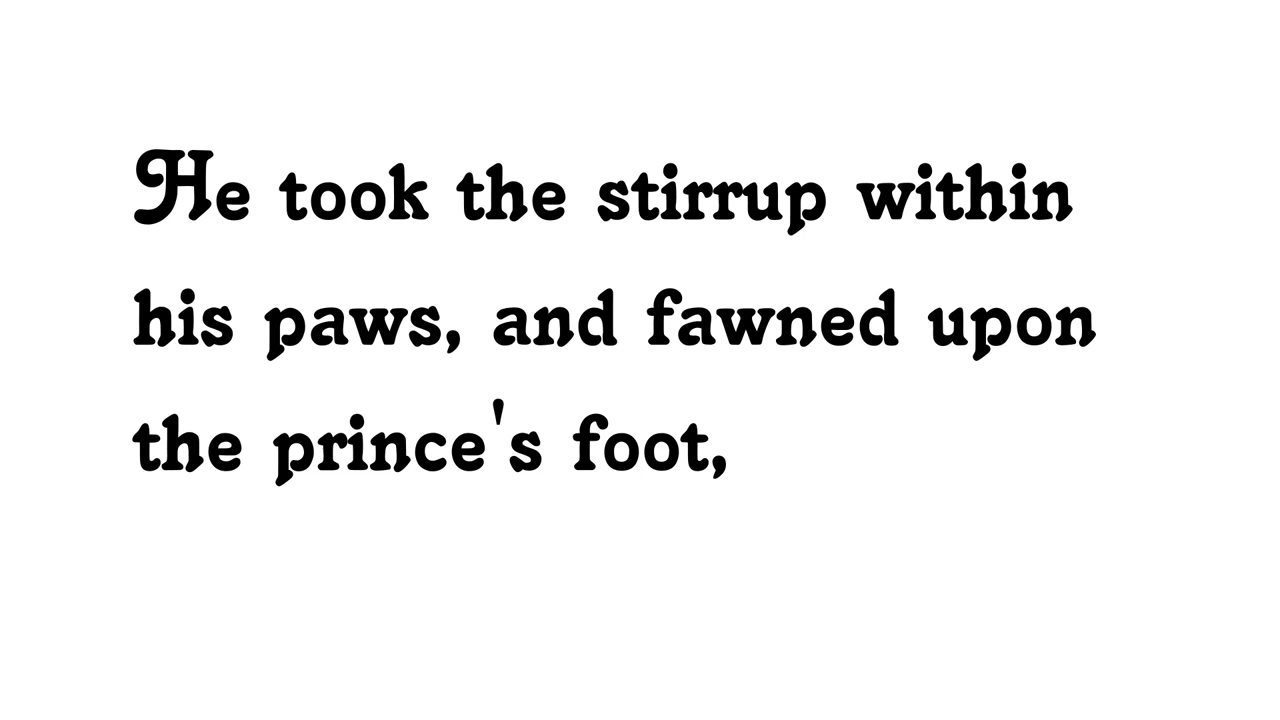 He took the stirrup within
his paws, and fawned upon
the prince's foot,